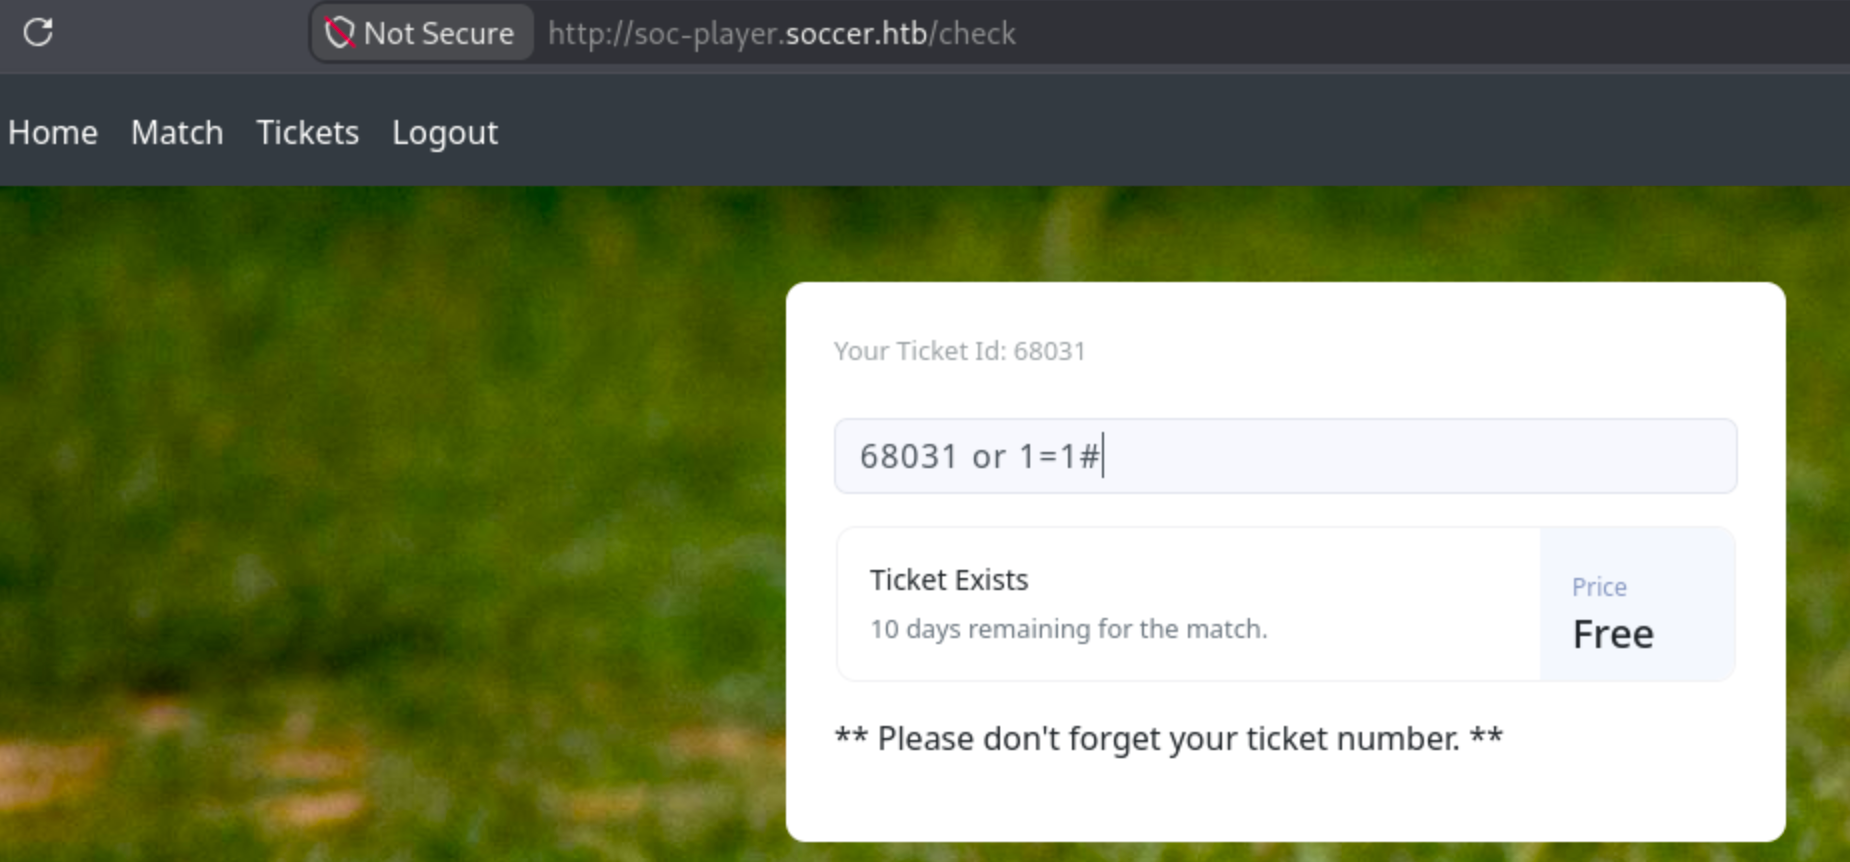 Not Secure http://soc-player.soccer.htb/check
Home Match Tickets Logout
Your Ticket Id: 68031
68031 or 1=1#
Ticket Exists
10 days remaining for the match.
Price
Free
** Please don't forget your ticket number. **